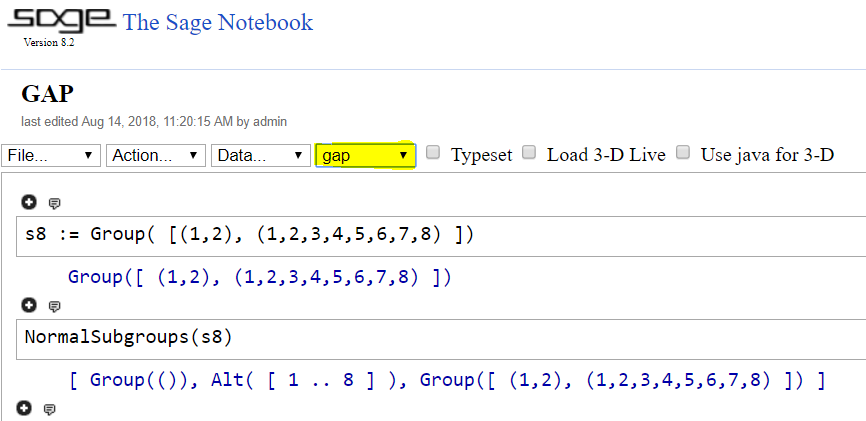 sage The Sage Notebook
Version 8.2
GAP
last edited Aug 14, 2018, 11:20:15 AM by admin
File... Action... Data... gap Typeset Load 3-D Live Use java for 3-D
s8 := Group( [(1,2), (1,2,3,4,5,6,7,8) ])
Group([ (1,2), (1,2,3,4,5,6,7,8) ])
NormalSubgroups(s8)
[ Group(()), Alt( [ 1 .. 8 ] ), Group([ (1,2), (1,2,3,4,5,6,7,8) ]) ]